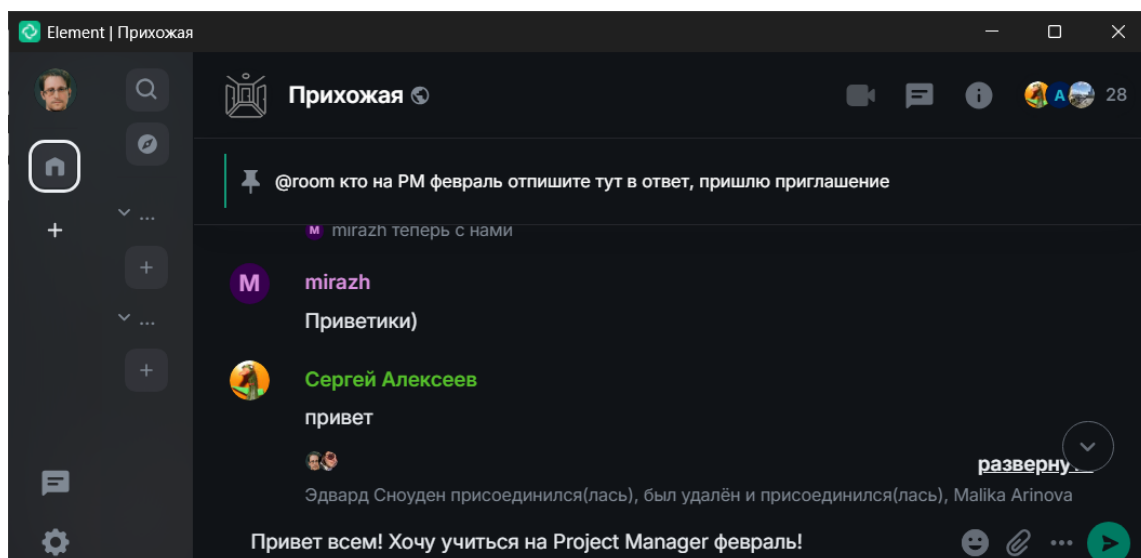 Element | Прихожая
Прихожая
A
28
@room кто на PM февраль отпишите тут в ответ, пришлю приглашение
M mirazh теперь с нами
M
mirazh
Приветики)
Сергей Алексеев
привет
Эдвард Сноуден присоединился(лась), был удалён и присоединился(лась), Malika Arinova
Привет всем! Хочу учиться на Project Manager февраль!